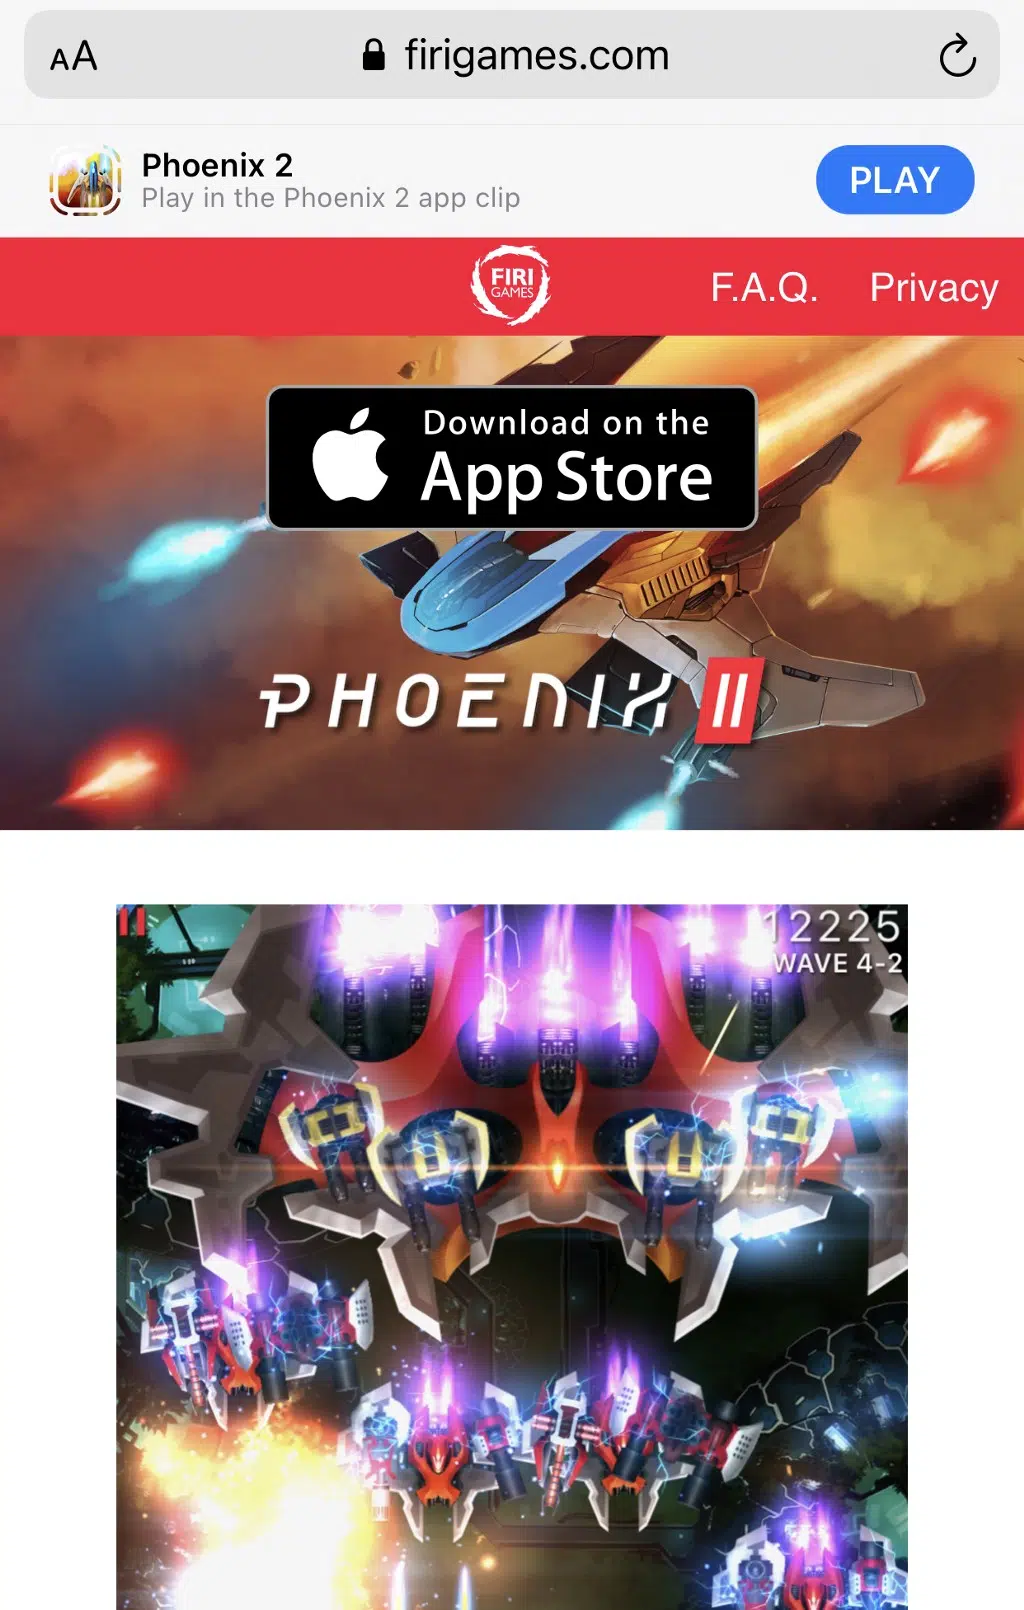 AA firigames.com
Phoenix 2
Play in the Phoenix 2 app clip
PLAY
FIRI
GAMES
F.A.Q. Privacy
Download on the
App Store
PHOENIX II
12225
WAVE 4-2